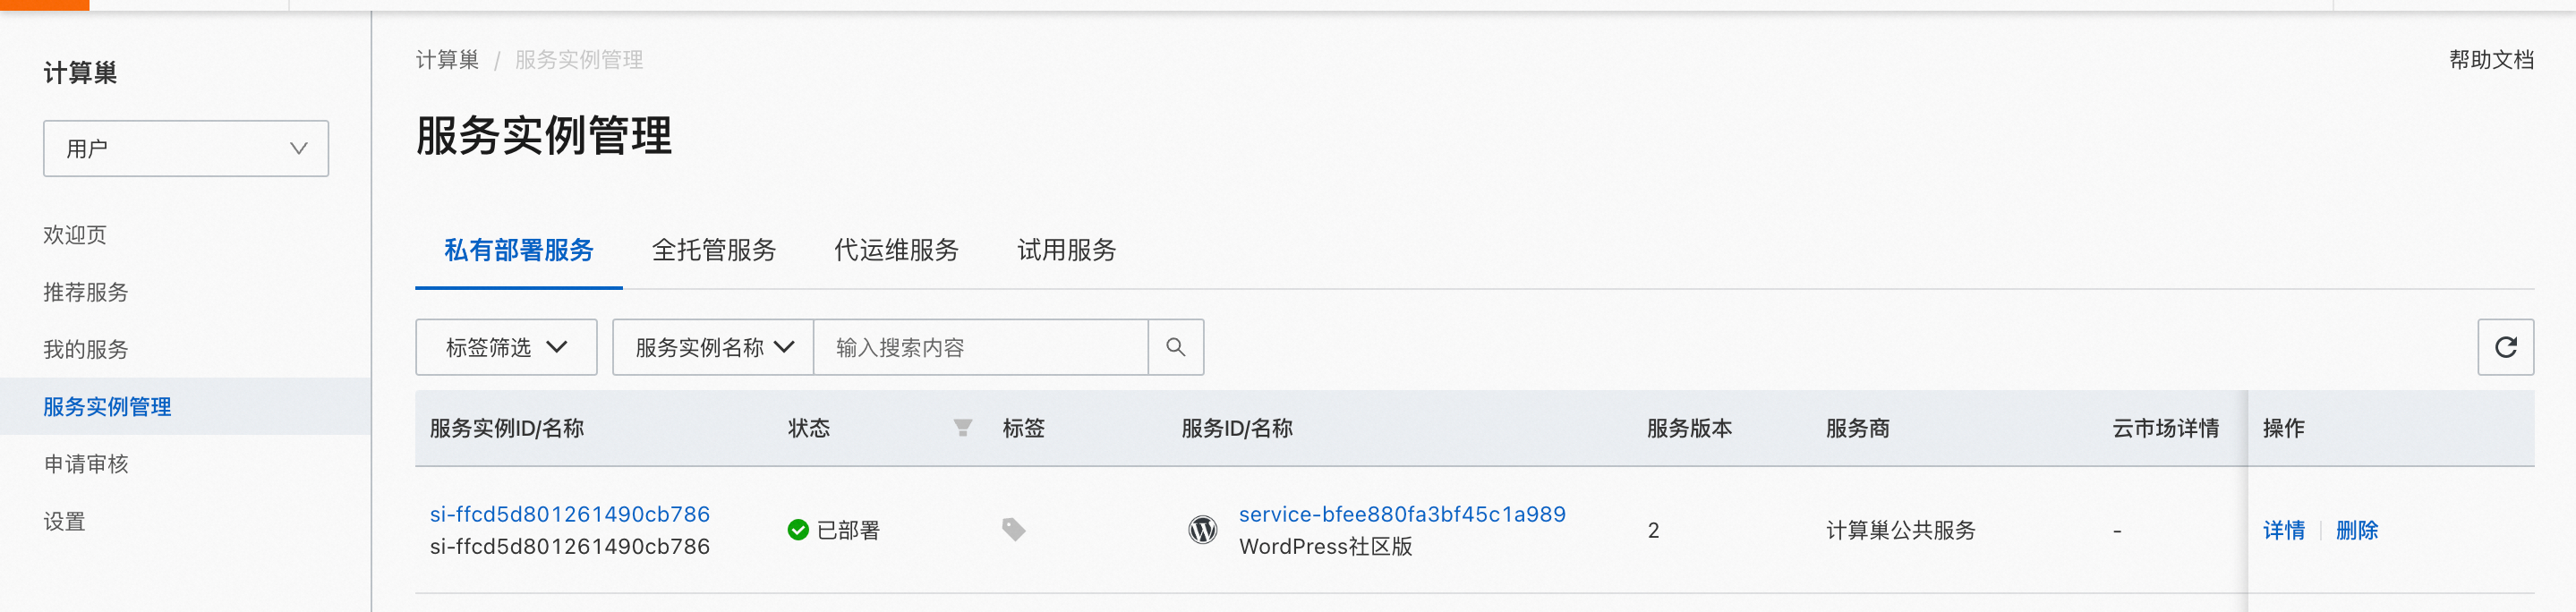 计算巢
用户
欢迎页
推荐服务
我的服务
服务实例管理
申请审核
设置
计算巢 / 服务实例管理
帮助文档
服务实例管理
私有部署服务 全托管服务 代运维服务 试用服务
标签筛选 服务实例名称 输入搜索内容
服务实例ID/名称 状态 标签 服务ID/名称 服务版本 服务商 云市场详情 操作
si-ffcd5d801261490cb786 service-bfee880fa3bf45c1a989
已部署 2 计算巢公共服务 - 详情 删除
si-ffcd5d801261490cb786 WordPress社区版